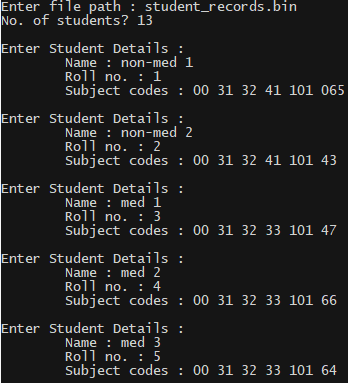 Enter file path : student_records.bin
No. of students? 13
Enter Student Details :
Name : non-med 1
Roll no. : 1
Subject codes : 00 31 32 41 101 065
Enter Student Details :
Name : non-med 2
Roll no. : 2
Subject codes : 00 31 32 41 101 43
Enter Student Details :
Name : med 1
Roll no. : 3
Subject codes : 00 31 32 33 101 47
Enter Student Details :
Name : med 2
Roll no. : 4
Subject codes : 00 31 32 33 101 66
Enter Student Details :
Name : med 3
Roll no. : 5
Subject codes : 00 31 32 33 101 64